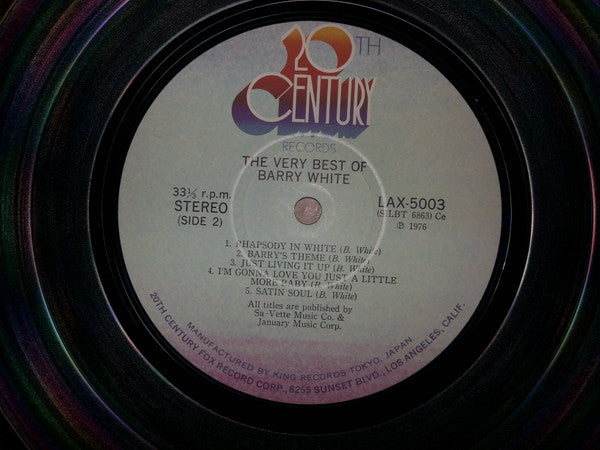 20TH
CENTURY
RECORDS
THE VERY BEST OF
BARRY WHITE
33⅓ r.p.m.
STEREO
(SIDE 2)
LAX-5003
(S.LBT 6863) Ce
Ⓟ 1976
1. RHAPSODY IN WHITE (B. White)
2. BARRY'S THEME (B. White)
3. JUST LIVING IT UP (B. White)
4. I'M GONNA LOVE YOU JUST A LITTLE
MORE BABY (B. White)
5. SATIN SOUL (B. White)
All titles are published by
Sa-Vette Music Co. &
January Music Corp.
MANUFACTURED BY KING RECORDS TOKYO, JAPAN.
20TH CENTURY FOX RECORD CORP., 8255 SUNSET BLVD., LOS ANGELES, CALIF.